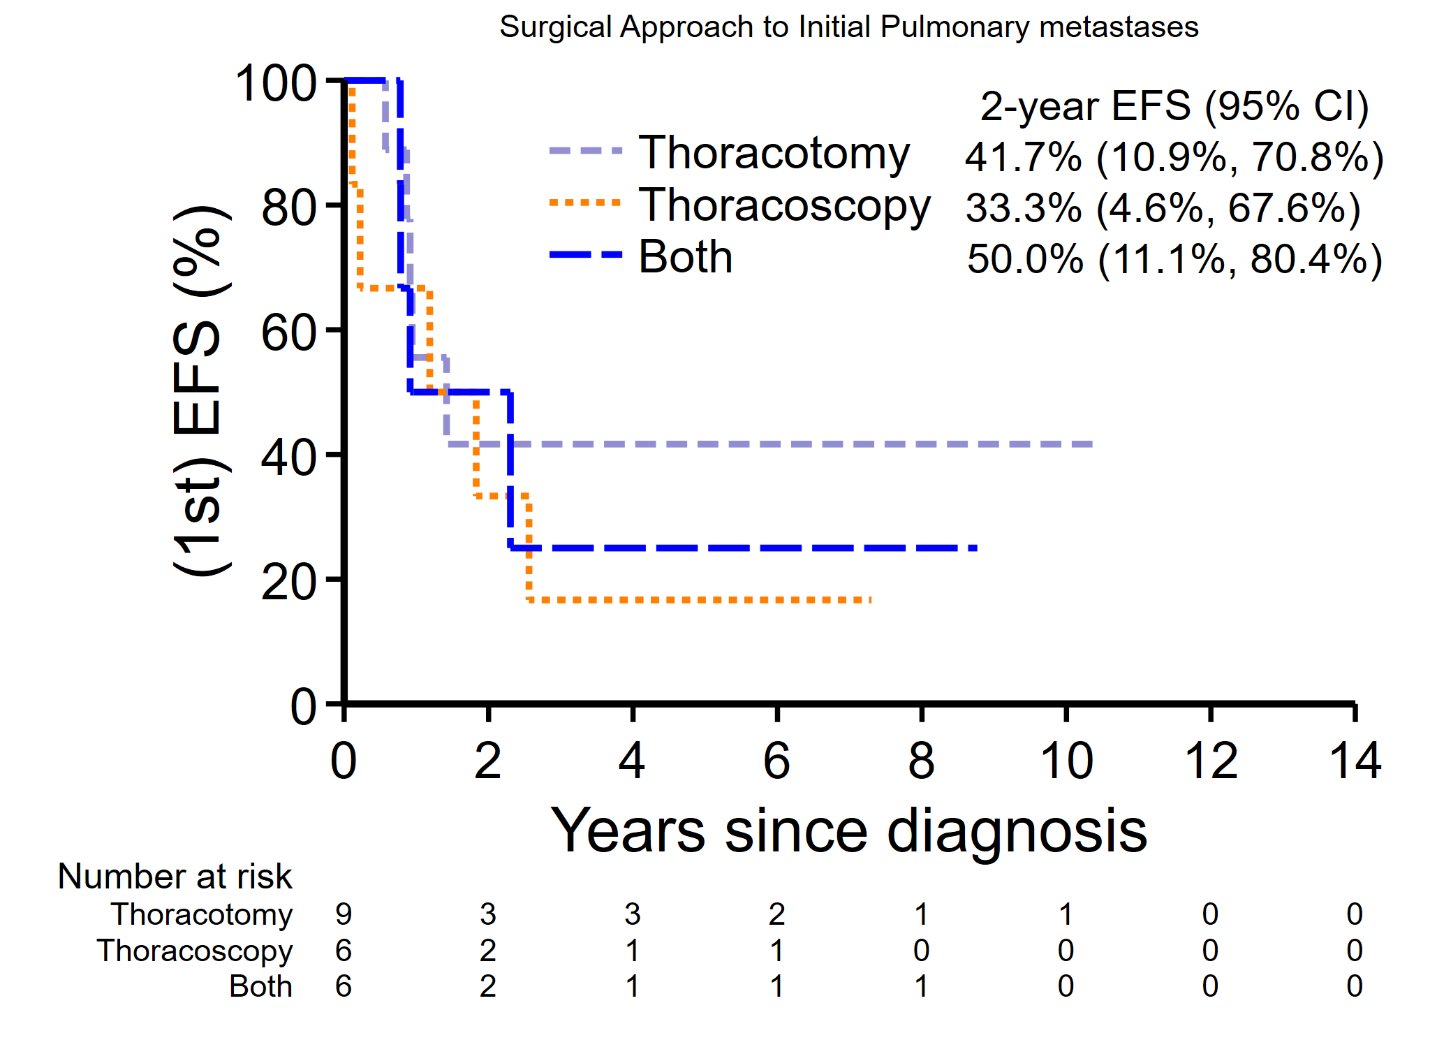 Surgical Approach to Initial Pulmonary metastases
2-year EFS (95% CI)
Thoracotomy 41.7% (10.9%, 70.8%)
Thoracoscopy 33.3% (4.6%, 67.6%)
Both 50.0% (11.1%, 80.4%)
(1st) EFS (%)
100
80
60
40
20
0
0 2 4 6 8 10 12 14
Years since diagnosis
Number at risk
Thoracotomy 9 3 3 2 1 1 0 0
Thoracoscopy 6 2 1 1 0 0 0 0
Both 6 2 1 1 1 0 0 0